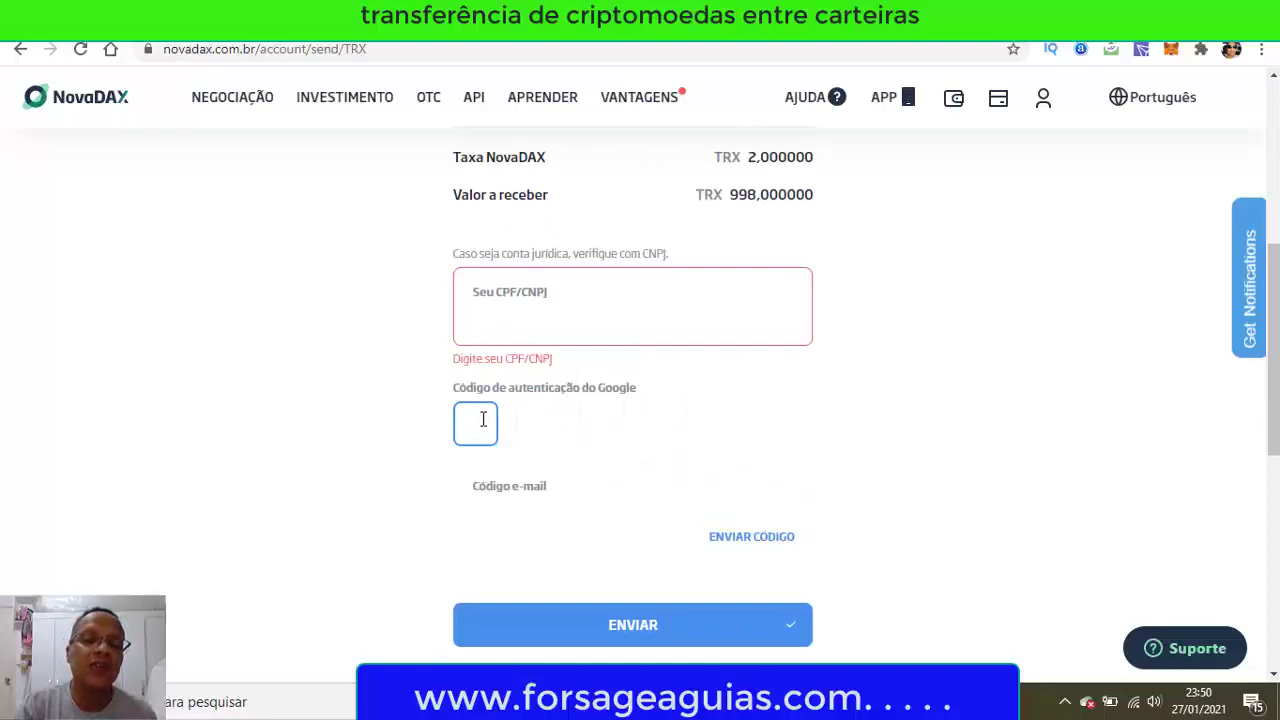 transferência de criptomoedas entre carteiras
novadax.com.br/account/send/TRX
NovaDAX
NEGOCIAÇÃO
INVESTIMENTO
OTC
API
APRENDER
VANTAGENS
AJUDA ?
APP
Português
Taxa NovaDAX
TRX 2,000000
Valor a receber
TRX 998,000000
Caso seja conta jurídica, verifique com CNPJ.
Seu CPF/CNPJ
Digite seu CPF/CNPJ
Código de autenticação do Google
Código e-mail
ENVIAR CÓDIGO
ENVIAR
Get Notifications
? Suporte
ara pesquisar
www.forsageaguias.com. . . . .
23:50
27/01/2021
15